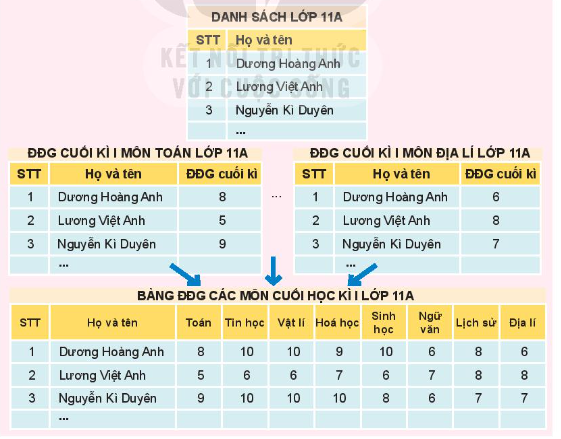 DANH SÁCH LỚP 11A
STT Họ và tên
1 Dương Hoàng Anh
2 Lương Việt Anh
3 Nguyễn Kì Duyên
...
KẾT NỐI TRI THỨC
VỚI CUỘC SỐNG
ĐĐG CUỐI KÌ I MÔN TOÁN LỚP 11A
STT Họ và tên ĐĐG cuối kì
1 Dương Hoàng Anh 8
2 Lương Việt Anh 5
3 Nguyễn Kì Duyên 9
...
...
ĐĐG CUỐI KÌ I MÔN ĐỊA LÍ LỚP 11A
STT Họ và tên ĐĐG cuối kì
1 Dương Hoàng Anh 6
2 Lương Việt Anh 8
3 Nguyễn Kì Duyên 7
...
BẢNG ĐĐG CÁC MÔN CUỐI HỌC KÌ I LỚP 11A
STT Họ và tên Toán Tin học Vật lí Hoá học Sinh học Ngữ văn Lịch sử Địa lí
1 Dương Hoàng Anh 8 10 10 9 10 6 8 6
2 Lương Việt Anh 5 6 6 7 6 7 8 8
3 Nguyễn Kì Duyên 9 10 10 10 8 6 7 7
...